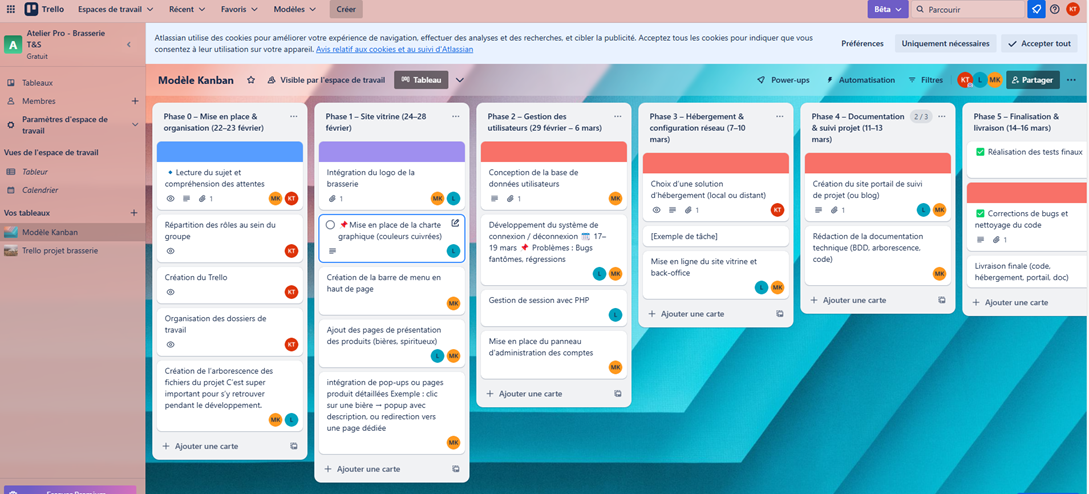 Trello
Espaces de travail
Récent
Favoris
Modèles
Créer
Bêta
Parcourir
KT
A
Atelier Pro - Brasserie
T&S
Gratuit
Atlassian utilise des cookies pour améliorer votre expérience de navigation, effectuer des analyses et des recherches, et cibler la publicité. Acceptez tous les cookies pour indiquer que vous
consentez à leur utilisation sur votre appareil. Avis relatif aux cookies et au suivi d'Atlassian
Préférences
Uniquement nécessaires
Accepter tout
Tableaux
Membres
Paramètres d'espace de
travail
Vues de l'espace de travail
Tableur
Calendrier
Vos tableaux
Modèle Kanban
Trello projet brasserie
Modèle Kanban
Visible par l'espace de travail
Tableau
Power-ups
Automatisation
Filtres
KT
L
MK
Partager
Phase 0 – Mise en place &
organisation (22–23 février)
Lecture du sujet et
compréhension des attentes
1
MK
KT
Répartition des rôles au sein du
groupe
KT
Création du Trello
KT
Organisation des dossiers de
travail
KT
Création de l'arborescence des
fichiers du projet C'est super
important pour s'y retrouver
pendant le développement.
MK
L
Ajouter une carte
Phase 1 – Site vitrine (24–28
février)
Intégration du logo de la
brasserie
1
MK
L
Mise en place de la charte
graphique (couleurs cuivrées)
L
Création de la barre de menu en
haut de page
MK
Ajout des pages de présentation
des produits (bières, spiritueux)
L
MK
intégration de pop-ups ou pages
produit détaillées Exemple : clic
sur une bière → popup avec
description, ou redirection vers
une page dédiée
MK
Ajouter une carte
Phase 2 – Gestion des
utilisateurs (29 février – 6 mars)
Conception de la base de
données utilisateurs
1
MK
Développement du système de
connexion / déconnexion 🗓️ 17–
19 mars 📌 Problèmes : Bugs
fantômes, régressions
L
MK
Gestion de session avec PHP
L
Mise en place du panneau
d'administration des comptes
MK
Ajouter une carte
Phase 3 – Hébergement &
configuration réseau (7–10
mars)
Choix d'une solution
d'hébergement (local ou distant)
1
KT
[Exemple de tâche]
Mise en ligne du site vitrine et
back-office
L
MK
Ajouter une carte
Phase 4 – Documentation
& suivi projet (11–13
mars)
2 / 3
Création du site portail de suivi
de projet (ou blog)
1
L
MK
Rédaction de la documentation
technique (BDD, arborescence,
code)
MK
Ajouter une carte
Phase 5 – Finalisation &
livraison (14–16 mars)
✅ Réalisation des tests finaux
✅ Corrections de bugs et
nettoyage du code
1
Livraison finale (code,
hébergement, portail, doc)
Ajouter une carte